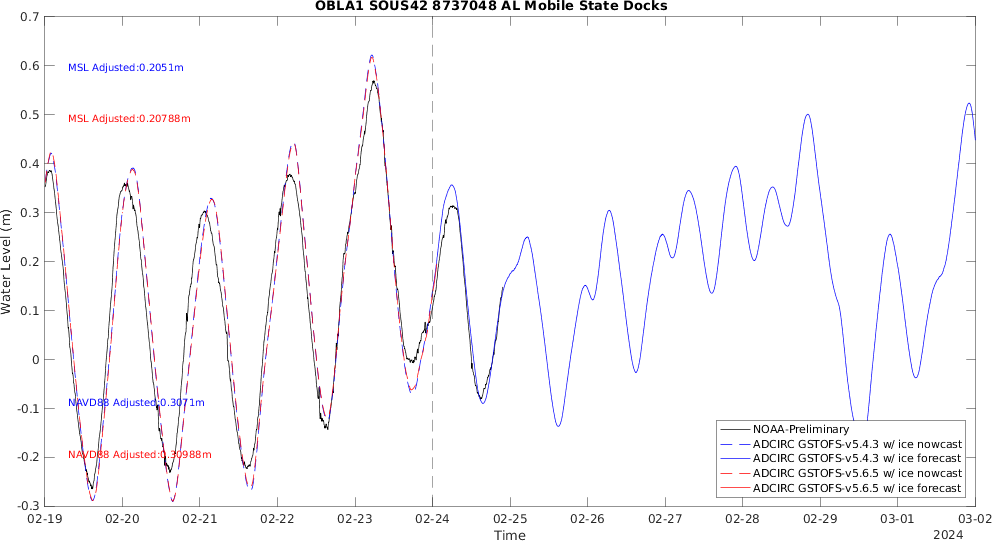 OBLA1 SOUS42 8737048 AL Mobile State Docks
0.7
0.6
0.5
0.4
0.3
0.2
0.1
0
-0.1
-0.2
-0.3
Water Level (m)
MSL Adjusted:0.2051m
MSL Adjusted:0.20788m
NAVD88 Adjusted:0.3071m
NAVD88 Adjusted:0.30988m
NOAA-Preliminary
ADCIRC GSTOFS-v5.4.3 w/ ice nowcast
ADCIRC GSTOFS-v5.4.3 w/ ice forecast
ADCIRC GSTOFS-v5.6.5 w/ ice nowcast
ADCIRC GSTOFS-v5.6.5 w/ ice forecast
02-19 02-20 02-21 02-22 02-23 02-24 02-25 02-26 02-27 02-28 02-29 03-01 03-02
Time
2024